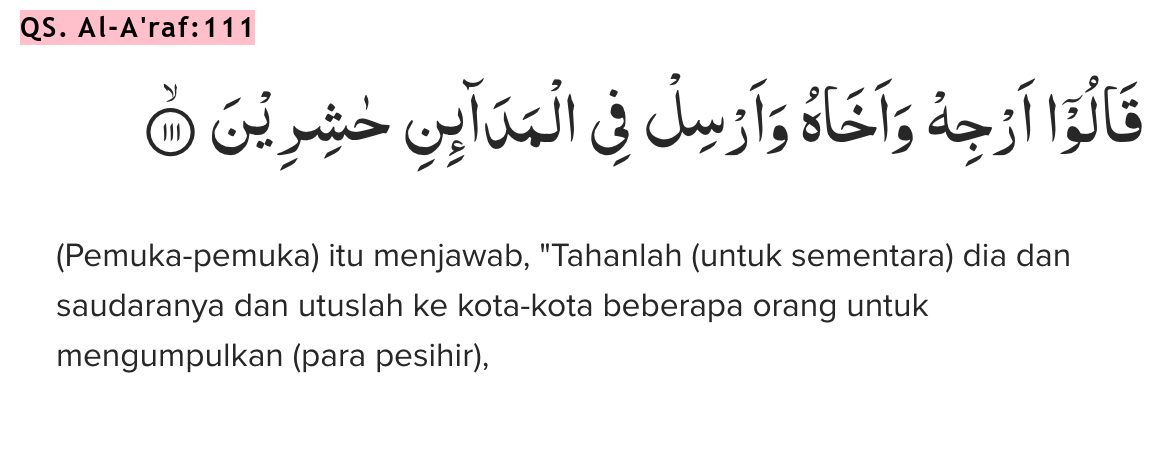 QS. Al-A'raf:111
قَالُوْٓا اَرْجِهْ وَاَخَاهُ وَاَرْسِلْ فِى الْمَدَاۤىِٕنِ حٰشِرِيْنَ ۙ ١١١
(Pemuka-pemuka) itu menjawab, "Tahanlah (untuk sementara) dia dan
saudaranya dan utuslah ke kota-kota beberapa orang untuk
mengumpulkan (para pesihir),